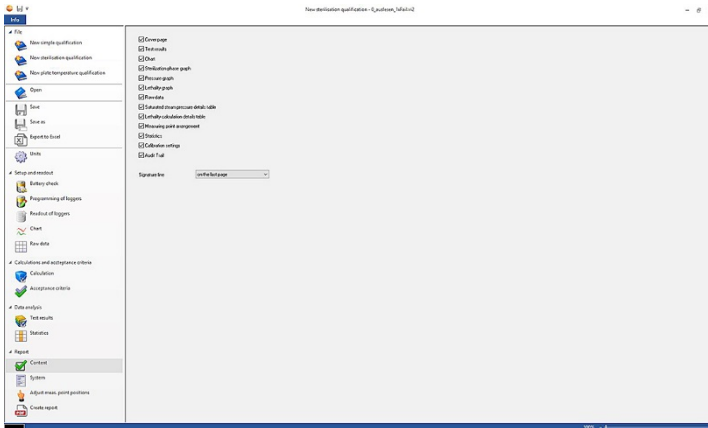 New sterilisation qualification -
Info
File
New simple qualification
New sterilisation qualification
New plate temperature qualification
Open
Save
Save as
Export to Excel
Units
Setup and readout
Battery check
Programming of loggers
Readout of loggers
Chart
Raw data
Calculations and accteptance criteria
Calculation
Acceptance criteria
Data analysis
Test results
Statistics
Report
Content
System
Adjust meas. point positions
Create report
Cover page
Test results
Chart
Sterilization phase graph
Pressure graph
Lethality graph
Raw data
Saturated steam pressure details table
Lethality calculation details table
Measuring point arrangement
Statistics
Calibration settings
Audit Trail
Signature line
on the last page
100%